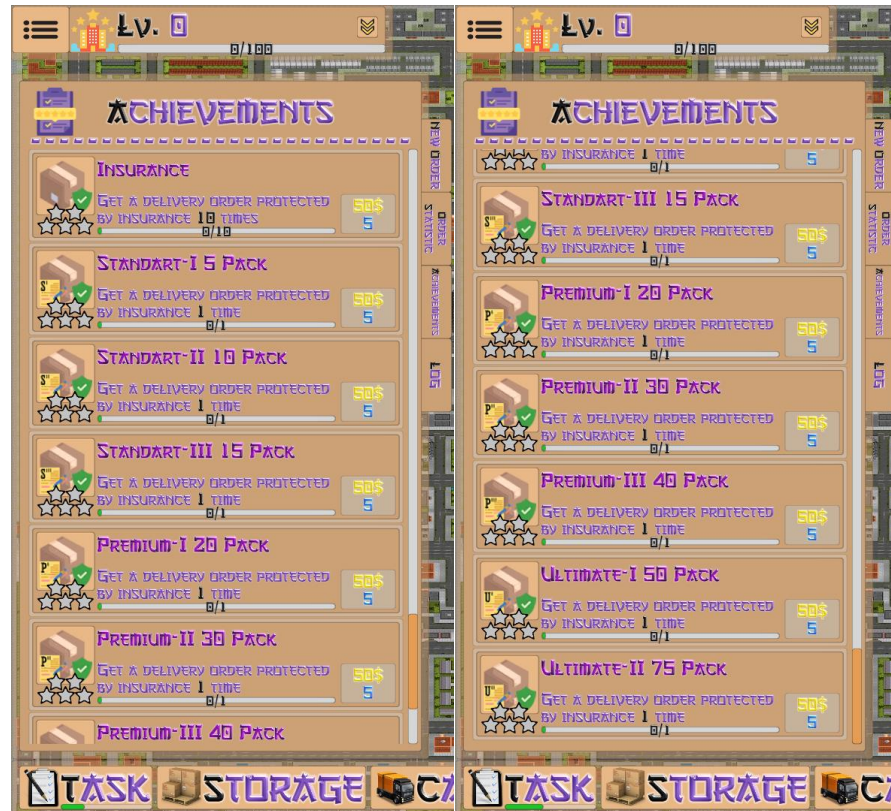 Lv. 0
0/100
Achievements
Insurance
Get a delivery order protected
by insurance 10 times
0/10
50$
5
Standart-I 5 Pack
Get a delivery order protected
by insurance 1 time
0/1
50$
5
Standart-II 10 Pack
Get a delivery order protected
by insurance 1 time
0/1
50$
5
Standart-III 15 Pack
Get a delivery order protected
by insurance 1 time
0/1
50$
5
Premium-I 20 Pack
Get a delivery order protected
by insurance 1 time
0/1
50$
5
Premium-II 30 Pack
Get a delivery order protected
by insurance 1 time
0/1
50$
5
Premium-III 40 Pack
New Order
Order
Statistic
Achievements
Log
Task
Storage
Ca
Lv. 0
0/100
Achievements
by insurance 1 time
0/1
5
Standart-III 15 Pack
Get a delivery order protected
by insurance 1 time
0/1
50$
5
Premium-I 20 Pack
Get a delivery order protected
by insurance 1 time
0/1
50$
5
Premium-II 30 Pack
Get a delivery order protected
by insurance 1 time
0/1
50$
5
Premium-III 40 Pack
Get a delivery order protected
by insurance 1 time
0/1
50$
5
Ultimate-I 50 Pack
Get a delivery order protected
by insurance 1 time
0/1
50$
5
Ultimate-II 75 Pack
Get a delivery order protected
by insurance 1 time
0/1
50$
5
New Order
Order
Statistic
Achievements
Log
Task
Storage
C